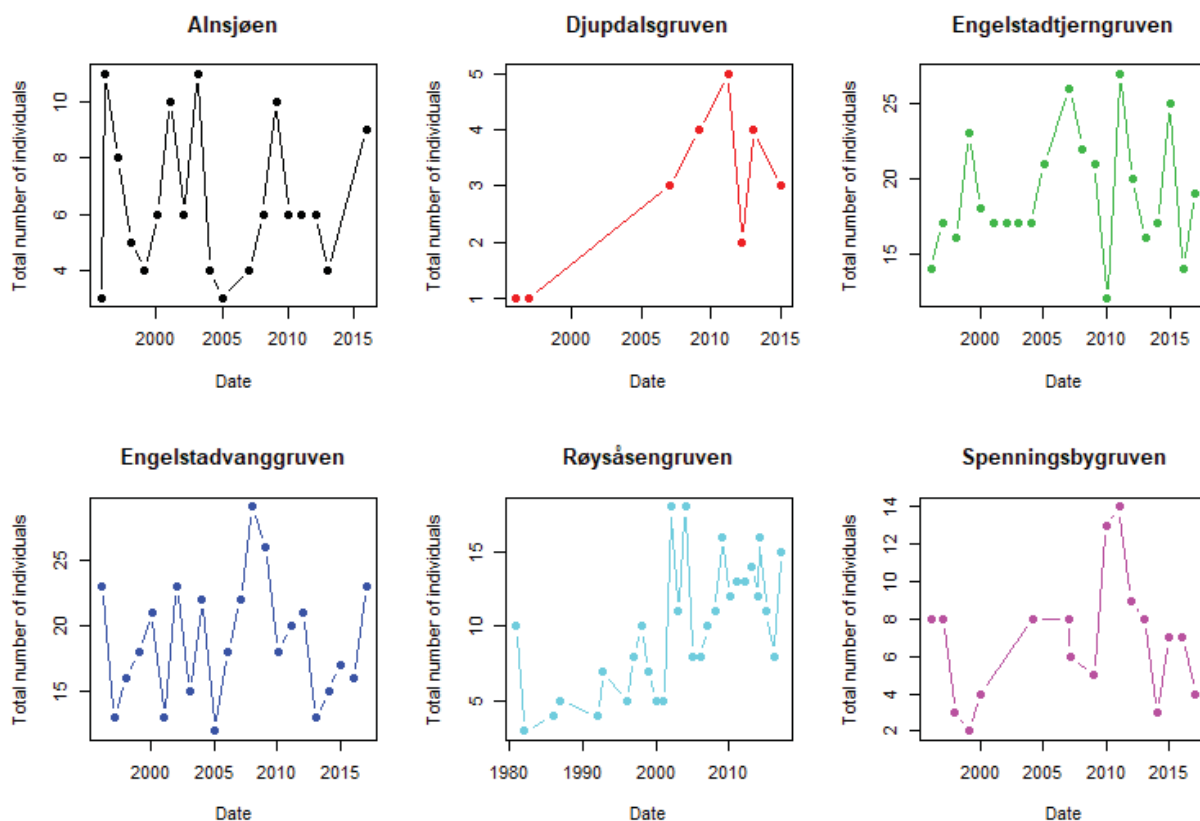 Alnsjøen
Total number of individuals
10
8
6
4
2000 2005 2010 2015
Date
Djupdalsgruven
Total number of individuals
5
4
3
2
1
2000 2005 2010 2015
Date
Engelstadtjerngruven
Total number of individuals
25
20
15
2000 2005 2010 2015
Date
Engelstadvanggruven
Total number of individuals
25
20
15
2000 2005 2010 2015
Date
Røysåsengruven
Total number of individuals
15
10
5
1980 1990 2000 2010
Date
Spenningsbygruven
Total number of individuals
14
12
10
8
6
4
2
2000 2005 2010 2015
Date